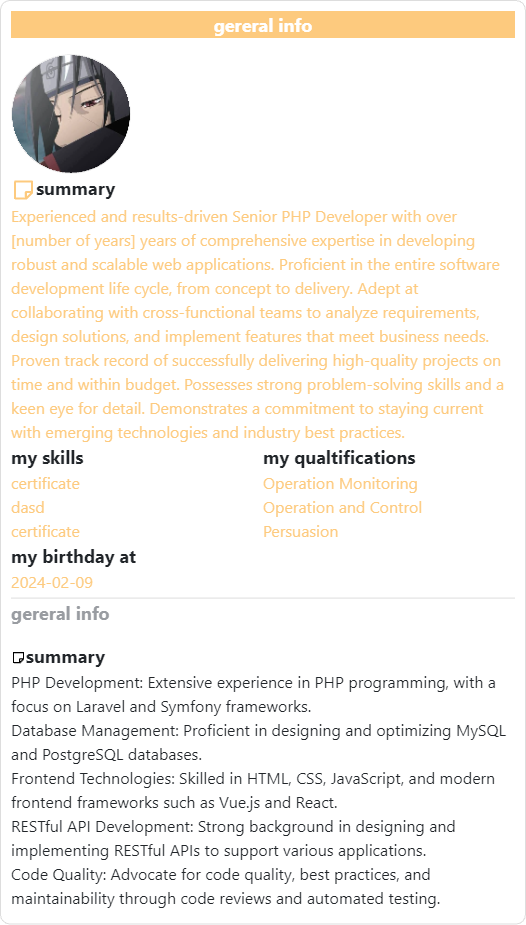 gereral info
summary
Experienced and results-driven Senior PHP Developer with over
[number of years] years of comprehensive expertise in developing
robust and scalable web applications. Proficient in the entire software
development life cycle, from concept to delivery. Adept at
collaborating with cross-functional teams to analyze requirements,
design solutions, and implement features that meet business needs.
Proven track record of successfully delivering high-quality projects on
time and within budget. Possesses strong problem-solving skills and a
keen eye for detail. Demonstrates a commitment to staying current
with emerging technologies and industry best practices.
my skills
certificate
dasd
certificate
my qualtifications
Operation Monitoring
Operation and Control
Persuasion
my birthday at
2024-02-09
gereral info
summary
PHP Development: Extensive experience in PHP programming, with a
focus on Laravel and Symfony frameworks.
Database Management: Proficient in designing and optimizing MySQL
and PostgreSQL databases.
Frontend Technologies: Skilled in HTML, CSS, JavaScript, and modern
frontend frameworks such as Vue.js and React.
RESTful API Development: Strong background in designing and
implementing RESTful APIs to support various applications.
Code Quality: Advocate for code quality, best practices, and
maintainability through code reviews and automated testing.